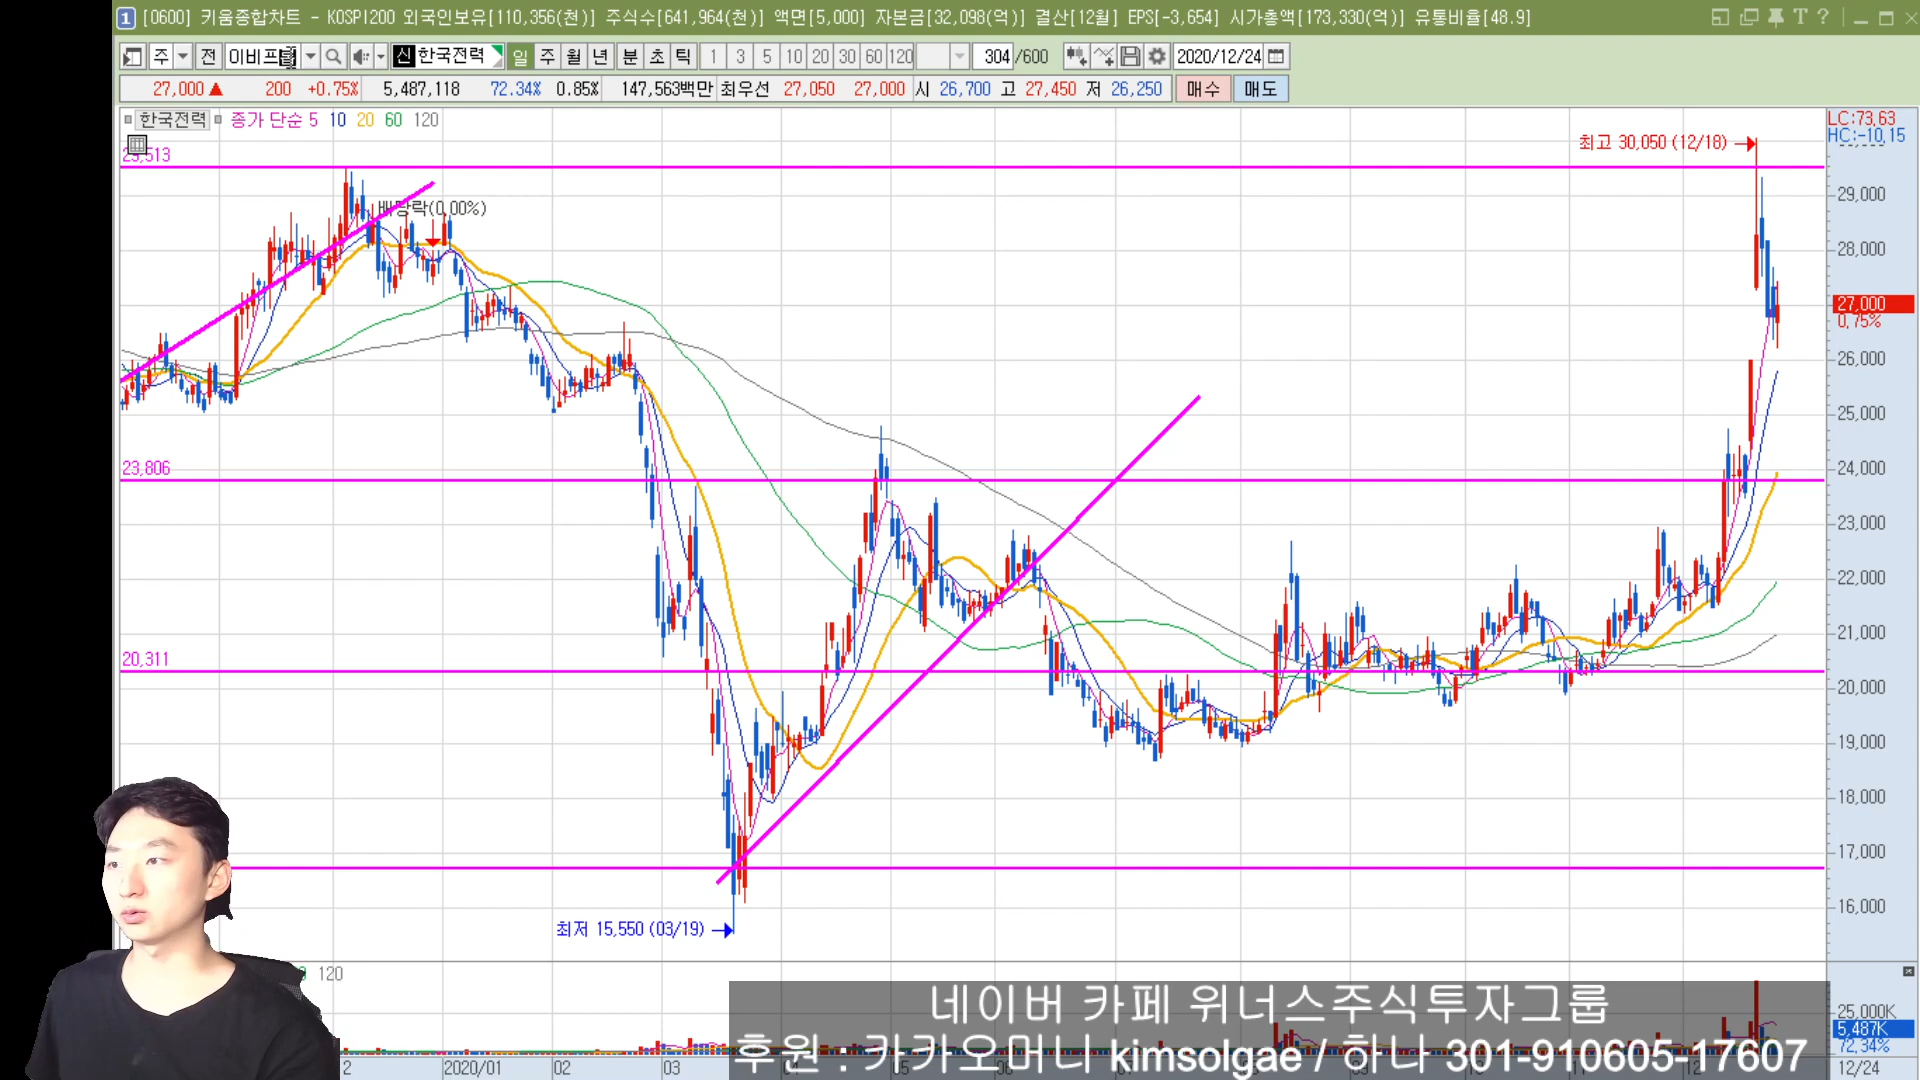 1 [0600] 키움종합차트 - KOSPI200 외국인보유[110,356(천)] 주식수[641,964(천)] 액면[5,000] 자본금[32,098(억)] 결산[12월] EPS[-3,654] 시가총액[173,330(억)] 유통비율[48.9] T ?
주 전 신 한국전력 일 주 월 년 분 초 틱 1 3 5 10 20 30 60 120 304 /600 2020/12/24
27,000 ▲ 200 +0.75% 5,487,118 72.34% 0.85% 147,563백만 최우선 27,050 27,000 시 26,700 고 27,450 저 26,250 매수 매도
한국전력 종가 단순 5 10 20 60 120
LC:73,63
HC:-10,15
최고 30,050 (12/18)
29,000
배당락(0,00%)
28,000
27,000
0,75%
26,000
25,000
23,806
24,000
23,000
22,000
21,000
20,311
20,000
19,000
18,000
17,000
16,000
최저 15,550 (03/19)
120
25,000K
5,487K
72,34%
네이버 카페 위너스주식투자그룹
후원 : 카카오머니 kimsolgae / 하나 301-910605-17607
2 2020/01 02 03 12/24